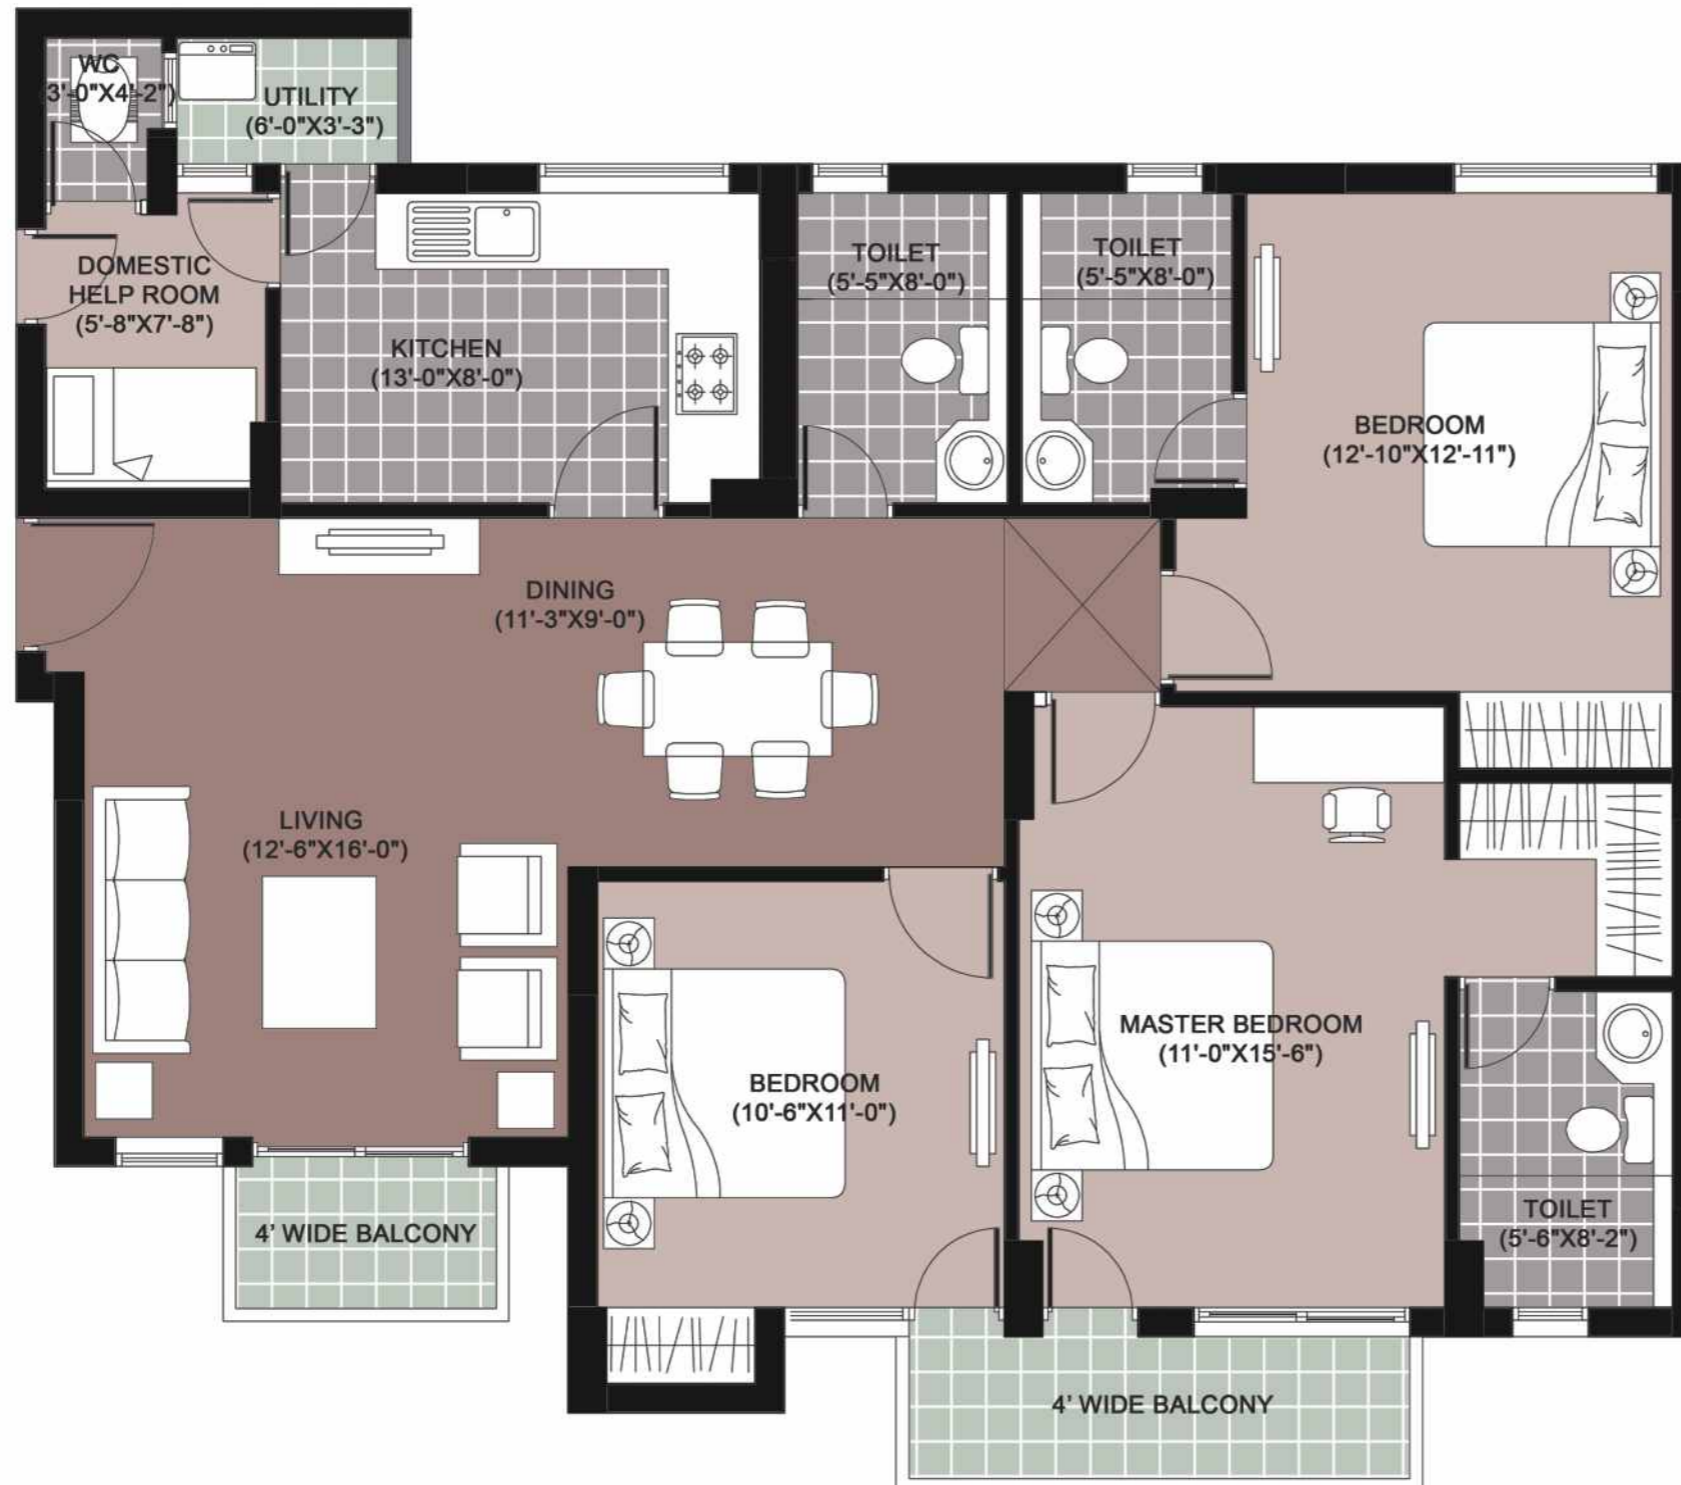 WC
(3'-0"X4'-2")
UTILITY
(6'-0"X3'-3")
DOMESTIC
HELP ROOM
(5'-8"X7'-8")
KITCHEN
(13'-0"X8'-0")
TOILET
(5'-5"X8'-0")
TOILET
(5'-5"X8'-0")
BEDROOM
(12'-10"X12'-11")
DINING
(11'-3"X9'-0")
LIVING
(12'-6"X16'-0")
BEDROOM
(10'-6"X11'-0")
MASTER BEDROOM
(11'-0"X15'-6")
TOILET
(5'-6"X8'-2")
4' WIDE BALCONY
4' WIDE BALCONY